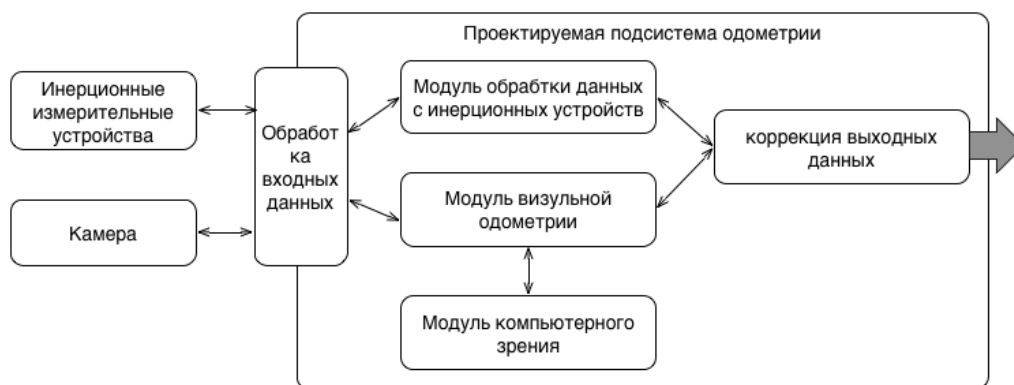 Проектируемая подсистема одометрии
Инерционные
измерительные
устройства
Камера
Обработ
ка
входных
данных
Модуль обрабтки данных
с инерционных устройств
Модуль визульной
одометрии
Модуль компьютерного
зрения
коррекция выходных
данных